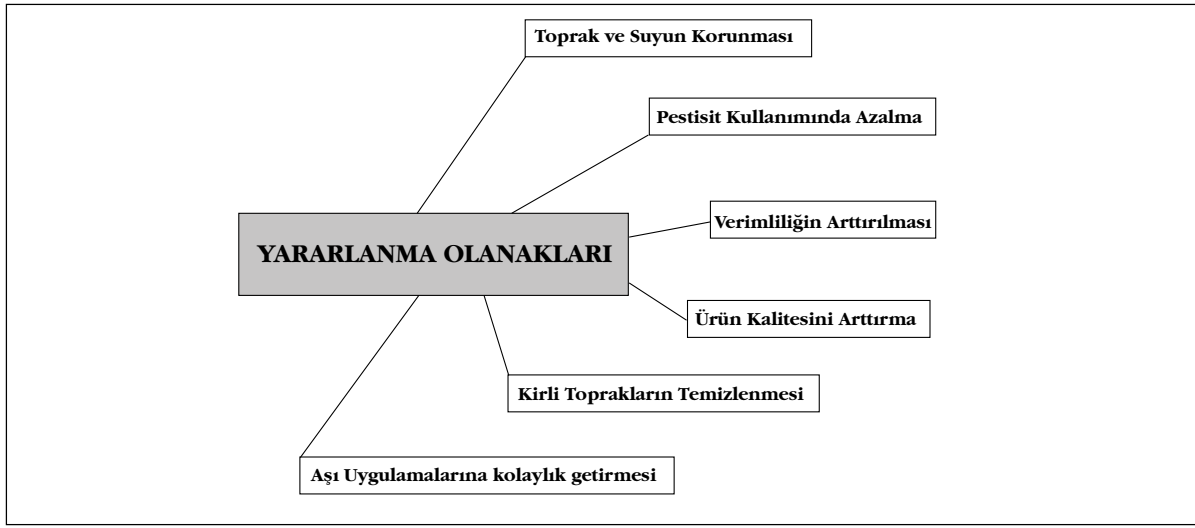 Toprak ve Suyun Korunması
Pestisit Kullanımında Azalma
Verimliliğin Arttırılması
YARARLANMA OLANAKLARI
Ürün Kalitesini Arttırma
Kirli Toprakların Temizlenmesi
Aşı Uygulamalarına kolaylık getirmesi